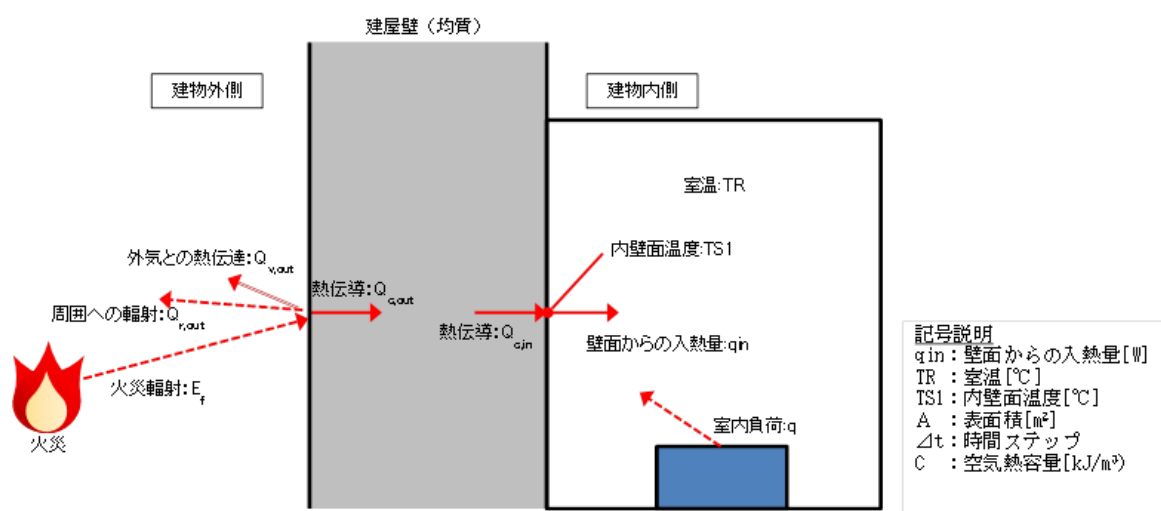 建屋壁（均質）
建物外側
建物内側
室温:TR
内壁面温度:TS1
外気との熱伝達:Qv,out
熱伝導:Qc,out
周囲への輻射:Qr,out
熱伝導:Qc,in
壁面からの入熱量:qin
火災輻射:Ef
室内負荷:q
火災
記号説明
qin：壁面からの入熱量[W]
TR ：室温[℃]
TS1：内壁面温度[℃]
A ：表面積[m²]
⊿t：時間ステップ
C ：空気熱容量[kJ/m³)